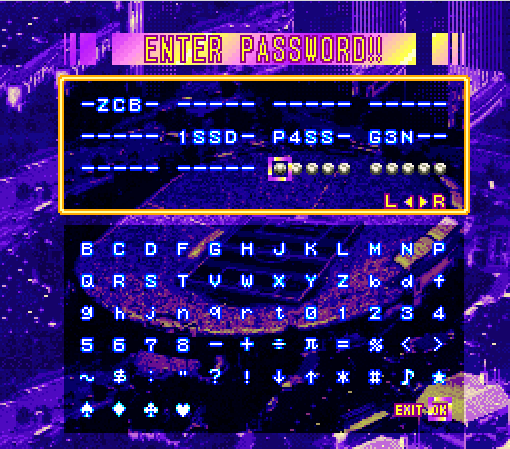 ENTER PASSWORD!!
-ZCB- ----- ----- -----
----- 1SSD- P4SS- G3N--
----- -----
L ◀▶ R
B C D F G H J K L M N P
Q R S T V W X Y Z b d f
g h j n q r t 0 1 2 3 4
5 6 7 8 - + ÷ π = % < >
~ $ : " ? ! ↓ ↑ * # ♪ ★
♠ ♦ ♣ ♥ EXIT OK